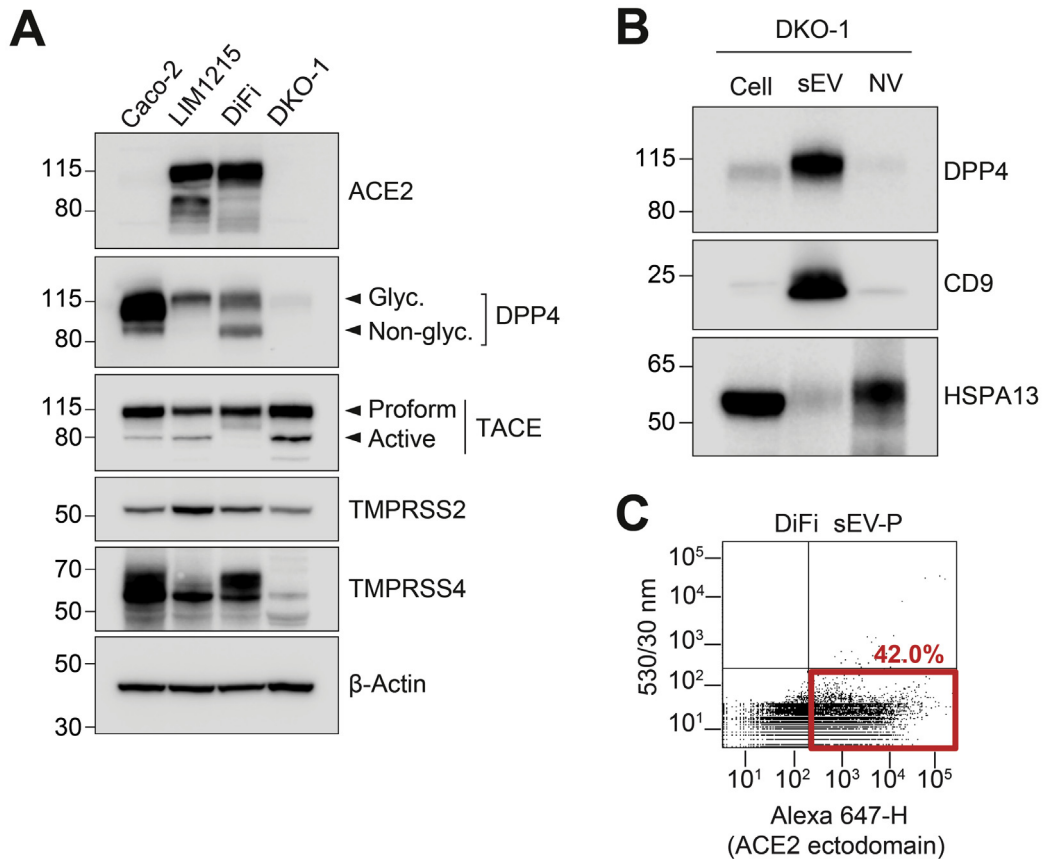 A
Caco-2 LIM1215 DiFi DKO-1
115
80
ACE2
115
80
Glyc.
Non-glyc.
DPP4
115
80
Proform
Active
TACE
50
TMPRSS2
70
50
TMPRSS4
50
30
β-Actin
B
DKO-1
Cell sEV NV
115
80
DPP4
25
CD9
65
50
HSPA13
C
DiFi sEV-P
530/30 nm
10⁵
10⁴
10³
10²
10¹
42.0%
10¹ 10² 10³ 10⁴ 10⁵
Alexa 647-H
(ACE2 ectodomain)